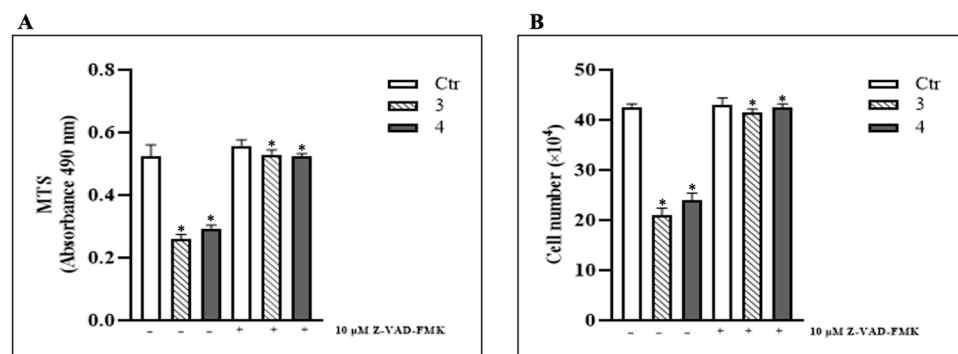 A
0.8
0.6
0.4
0.2
0.0
MTS
(Absorbance 490 nm)
Ctr
3
4
* * * *
- - - + + + 10 µM Z-VAD-FMK
B
50
40
30
20
10
0
Cell number (×10⁴)
Ctr
3
4
* * * *
- - - + + + 10 µM Z-VAD-FMK